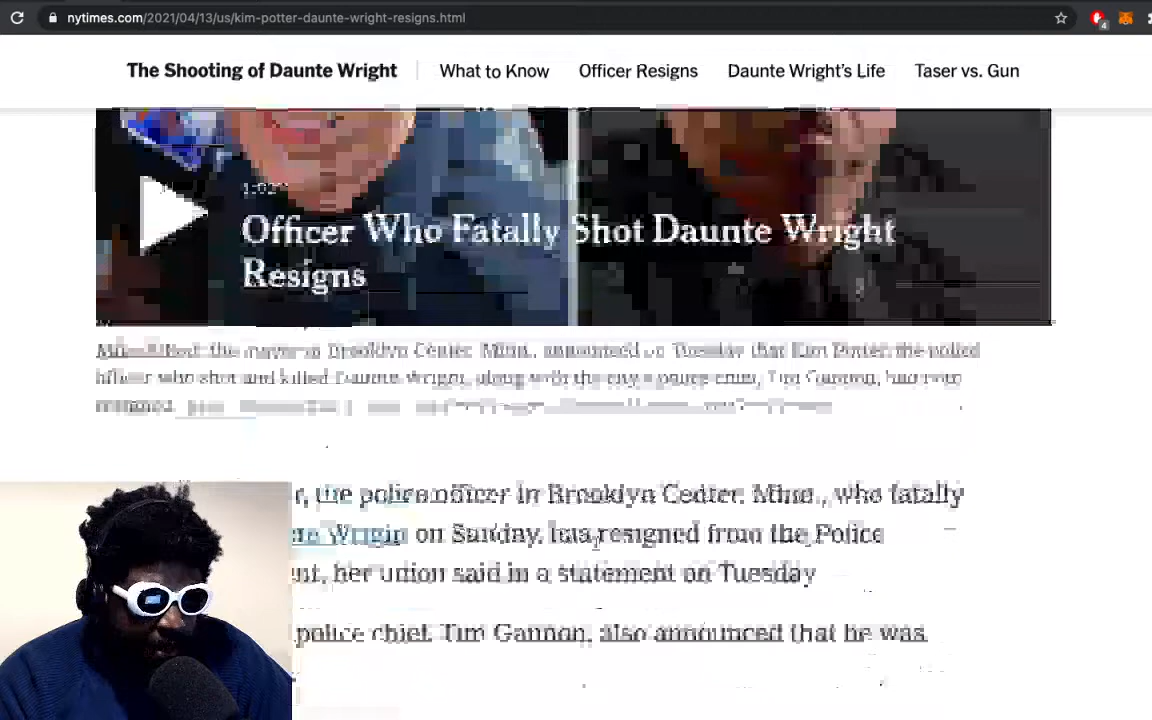 nytimes.com/2021/04/13/us/kim-potter-daunte-wright-resigns.html
4
The Shooting of Daunte Wright What to Know Officer Resigns Daunte Wright's Life Taser vs. Gun
1:02
Officer Who Fatally Shot Daunte Wright
Resigns
the mayor of Brooklyn Center, Minn., announced on Tuesday that Kim Potter, the police
officer who shot and killed Daunte Wright, along with the city's police chief, Tim Gannon, had both
resigned.
r, the police officer in Brooklyn Center, Minn., who fatally
Wright on Sunday, has resigned from the Police
nt, her union said in a statement on Tuesday
police chief, Tim Gannon, also announced that he was